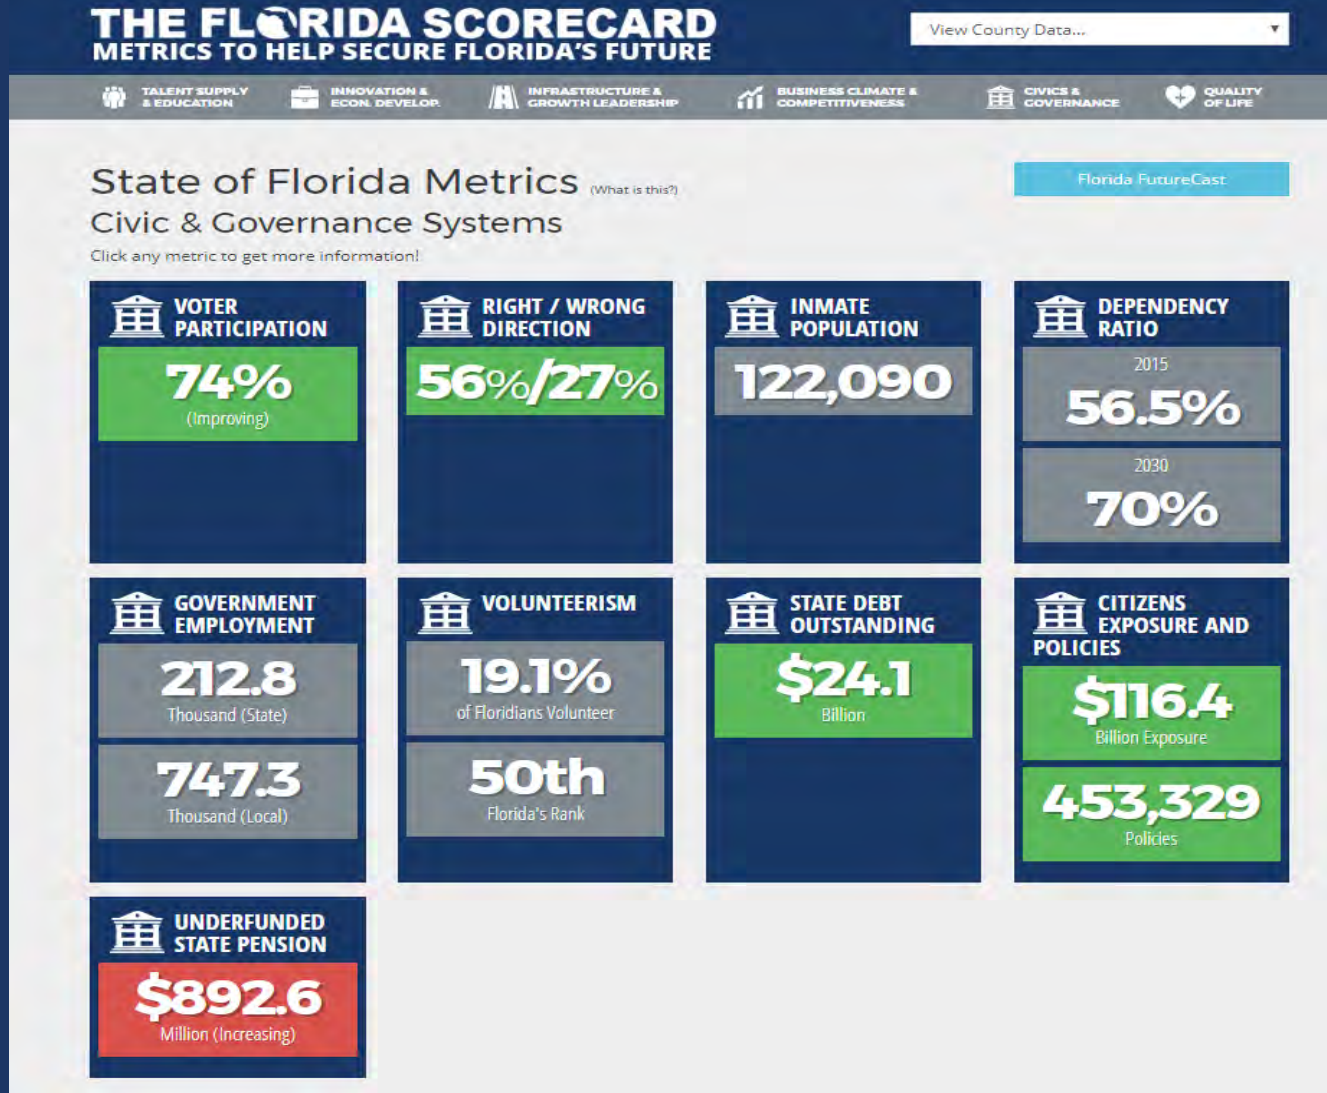 THE FLORIDA SCORECARD
METRICS TO HELP SECURE FLORIDA'S FUTURE
View County Data...
TALENT SUPPLY
& EDUCATION
INNOVATION &
ECON. DEVELOP.
INFRASTRUCTURE &
GROWTH LEADERSHIP
BUSINESS CLIMATE &
COMPETITIVENESS
CIVICS &
GOVERNANCE
QUALITY
OF LIFE
State of Florida Metrics (What is this?)
Florida FutureCast
Civic & Governance Systems
Click any metric to get more information!
VOTER
PARTICIPATION
74%
(Improving)
RIGHT / WRONG
DIRECTION
56%/27%
INMATE
POPULATION
122,090
DEPENDENCY
RATIO
2015
56.5%
2030
70%
GOVERNMENT
EMPLOYMENT
212.8
Thousand (State)
747.3
Thousand (Local)
VOLUNTEERISM
19.1%
of Floridians Volunteer
50th
Florida's Rank
STATE DEBT
OUTSTANDING
$24.1
Billion
CITIZENS
EXPOSURE AND
POLICIES
$116.4
Billion Exposure
453,329
Policies
UNDERFUNDED
STATE PENSION
$892.6
Million (Increasing)